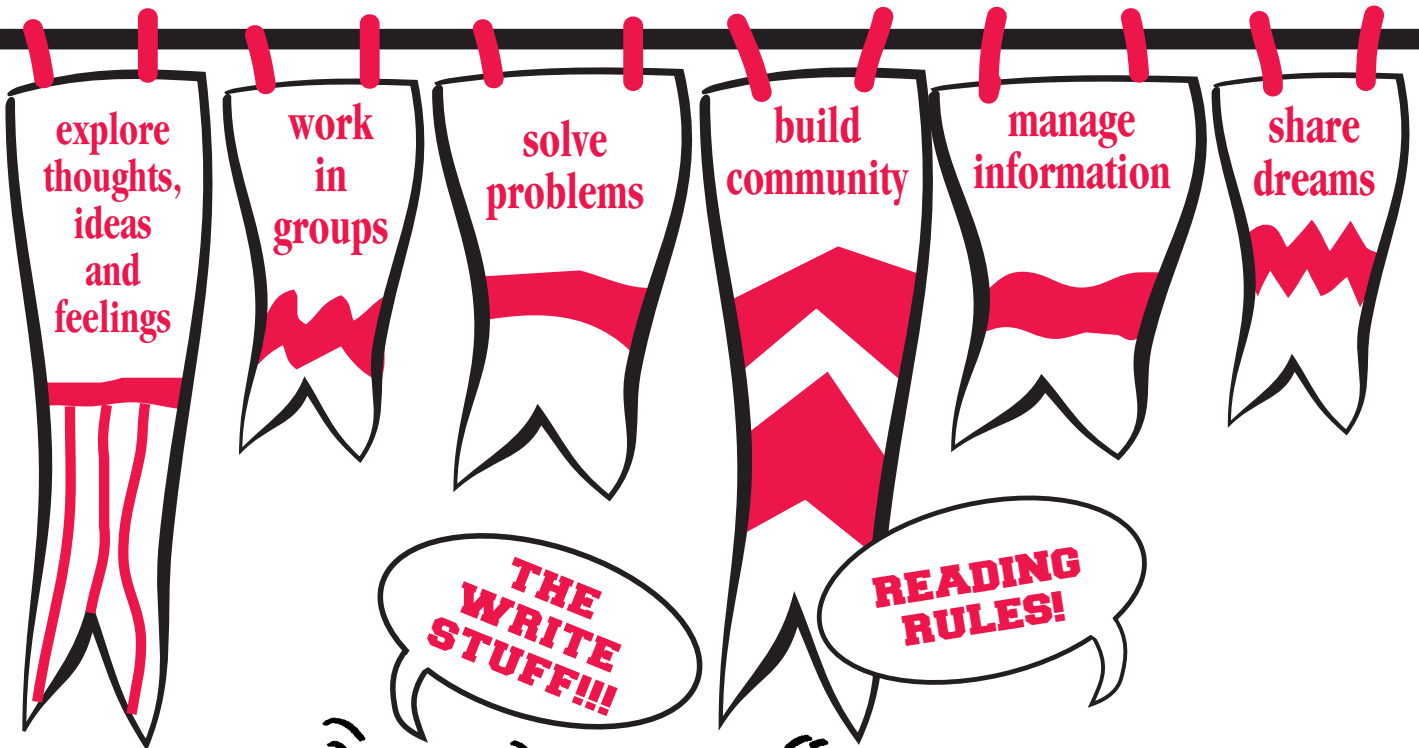 explore
thoughts,
ideas
and
feelings
work
in
groups
solve
problems
build
community
manage
information
share
dreams
THE
WRITE
STUFF!!!
READING
RULES!